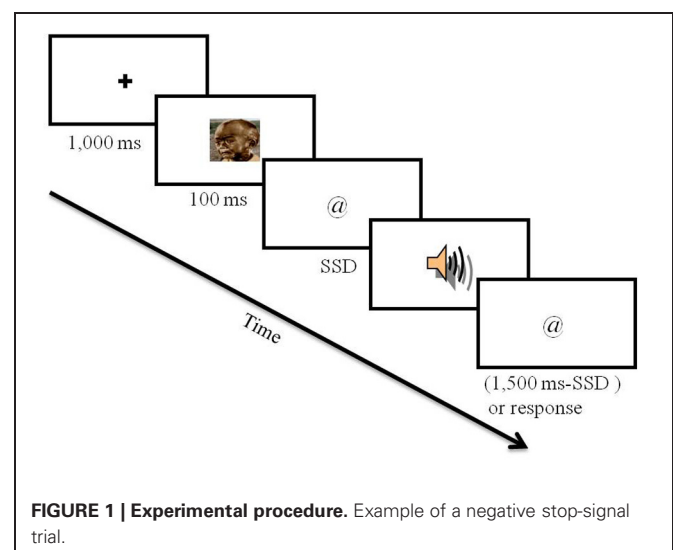 +
1,000 ms
100 ms
@
SSD
Time
@
(1,500 ms-SSD )
or response
FIGURE 1 | Experimental procedure. Example of a negative stop-signal
trial.